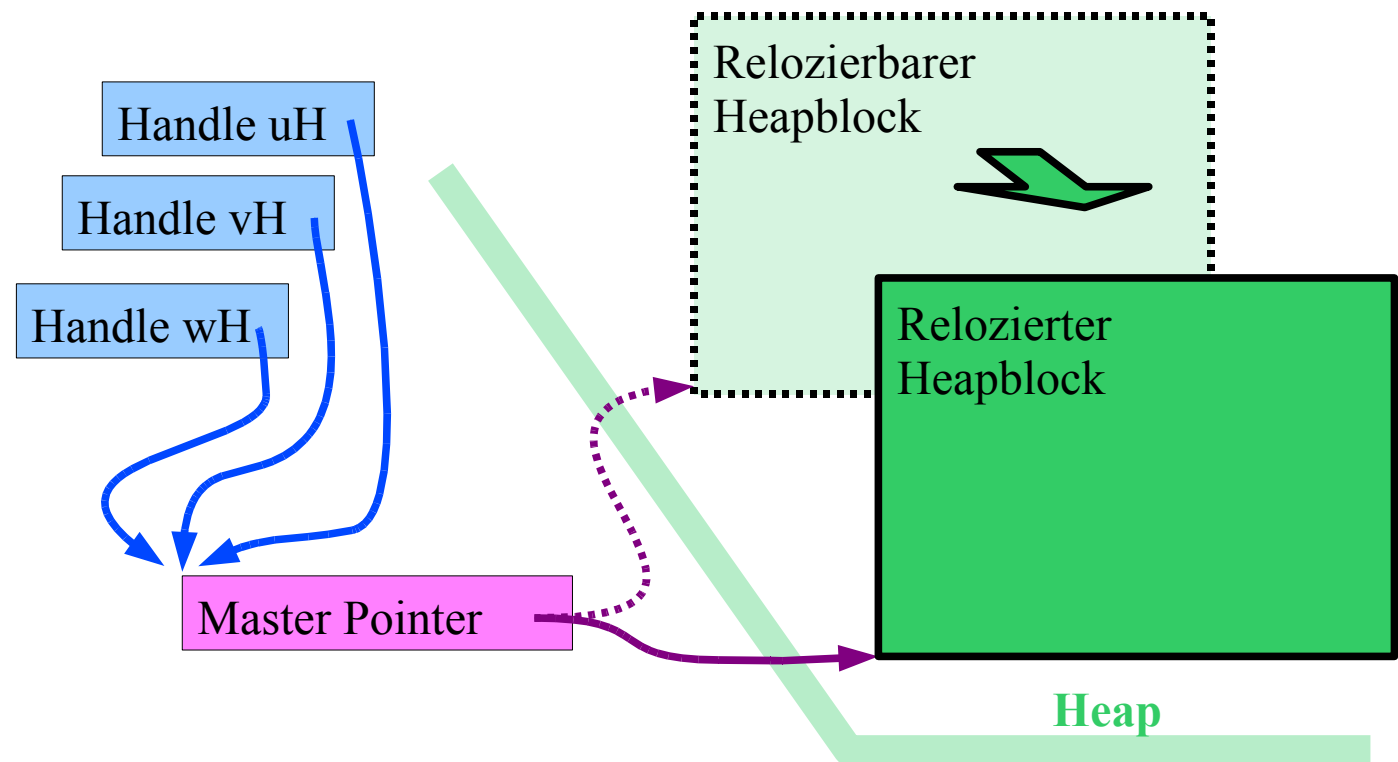 Relozierbarer
Heapblock
Handle uH
Handle vH
Handle wH
Relozierter
Heapblock
Master Pointer
Heap